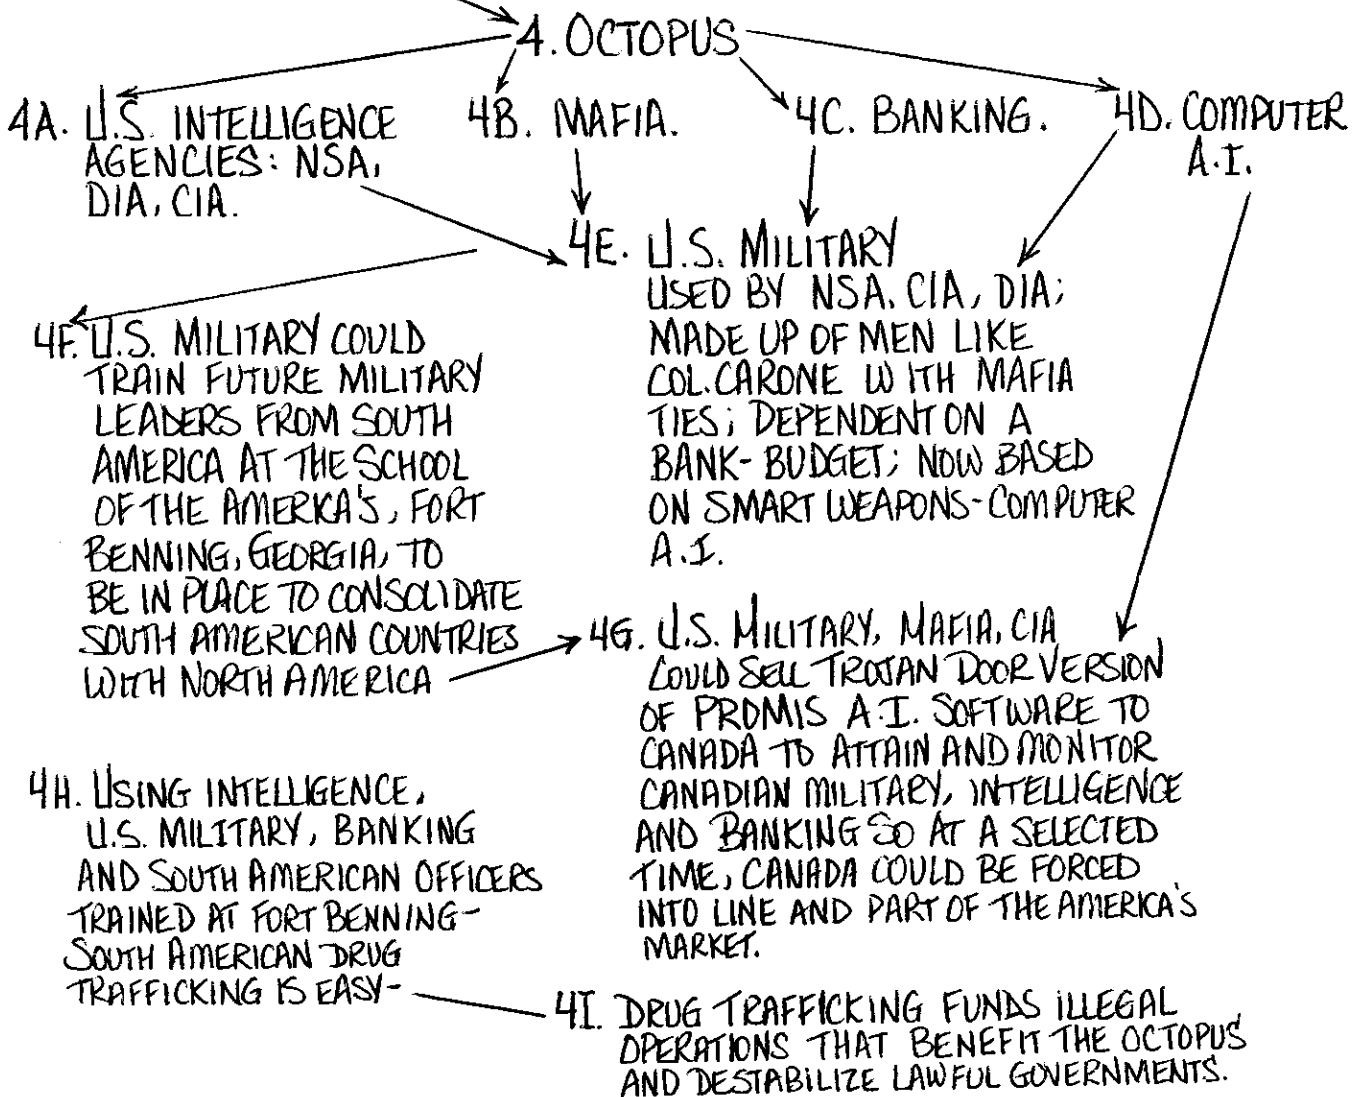 4. OCTOPUS
4A. U.S. INTELLIGENCE
AGENCIES: NSA,
DIA, CIA.
4B. MAFIA.
4C. BANKING.
4D. COMPUTER
A.I.
4E. U.S. MILITARY
USED BY NSA, CIA, DIA;
MADE UP OF MEN LIKE
COL. CARONE WITH MAFIA
TIES; DEPENDENT ON A
BANK-BUDGET; NOW BASED
ON SMART WEAPONS-COMPUTER
A.I.
4F. U.S. MILITARY COULD
TRAIN FUTURE MILITARY
LEADERS FROM SOUTH
AMERICA AT THE SCHOOL
OF THE AMERICA'S, FORT
BENNING, GEORGIA, TO
BE IN PLACE TO CONSOLIDATE
SOUTH AMERICAN COUNTRIES
WITH NORTH AMERICA
4G. U.S. MILITARY, MAFIA, CIA
COULD SELL TROJAN DOOR VERSION
OF PROMIS A.I. SOFTWARE TO
CANADA TO ATTAIN AND MONITOR
CANADIAN MILITARY, INTELLIGENCE
AND BANKING SO AT A SELECTED
TIME, CANADA COULD BE FORCED
INTO LINE AND PART OF THE AMERICA'S
MARKET.
4H. USING INTELLIGENCE,
U.S. MILITARY, BANKING
AND SOUTH AMERICAN OFFICERS
TRAINED AT FORT BENNING-
SOUTH AMERICAN DRUG
TRAFFICKING IS EASY-
4I. DRUG TRAFFICKING FUNDS ILLEGAL
OPERATIONS THAT BENEFIT THE OCTOPUS
AND DESTABILIZE LAWFUL GOVERNMENTS.